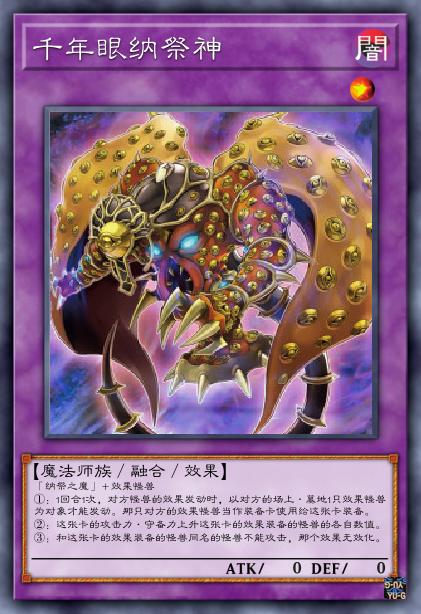 千年眼纳祭神
闇
【魔法师族／融合／效果】
「纳祭之魔」+效果怪兽
①：1回合1次，对方怪兽的效果发动时，以对方的场上·墓地1只效果怪兽
为对象才能发动。那只对方的效果怪兽当作装备卡使用给这张卡装备。
②：这张卡的攻击力·守备力上升这张卡的效果装备的怪兽的各自数值。
③：和这张卡的效果装备的怪兽同名的怪兽不能攻击，那个效果无效化。
ATK/ 0 DEF/ 0
YU-G